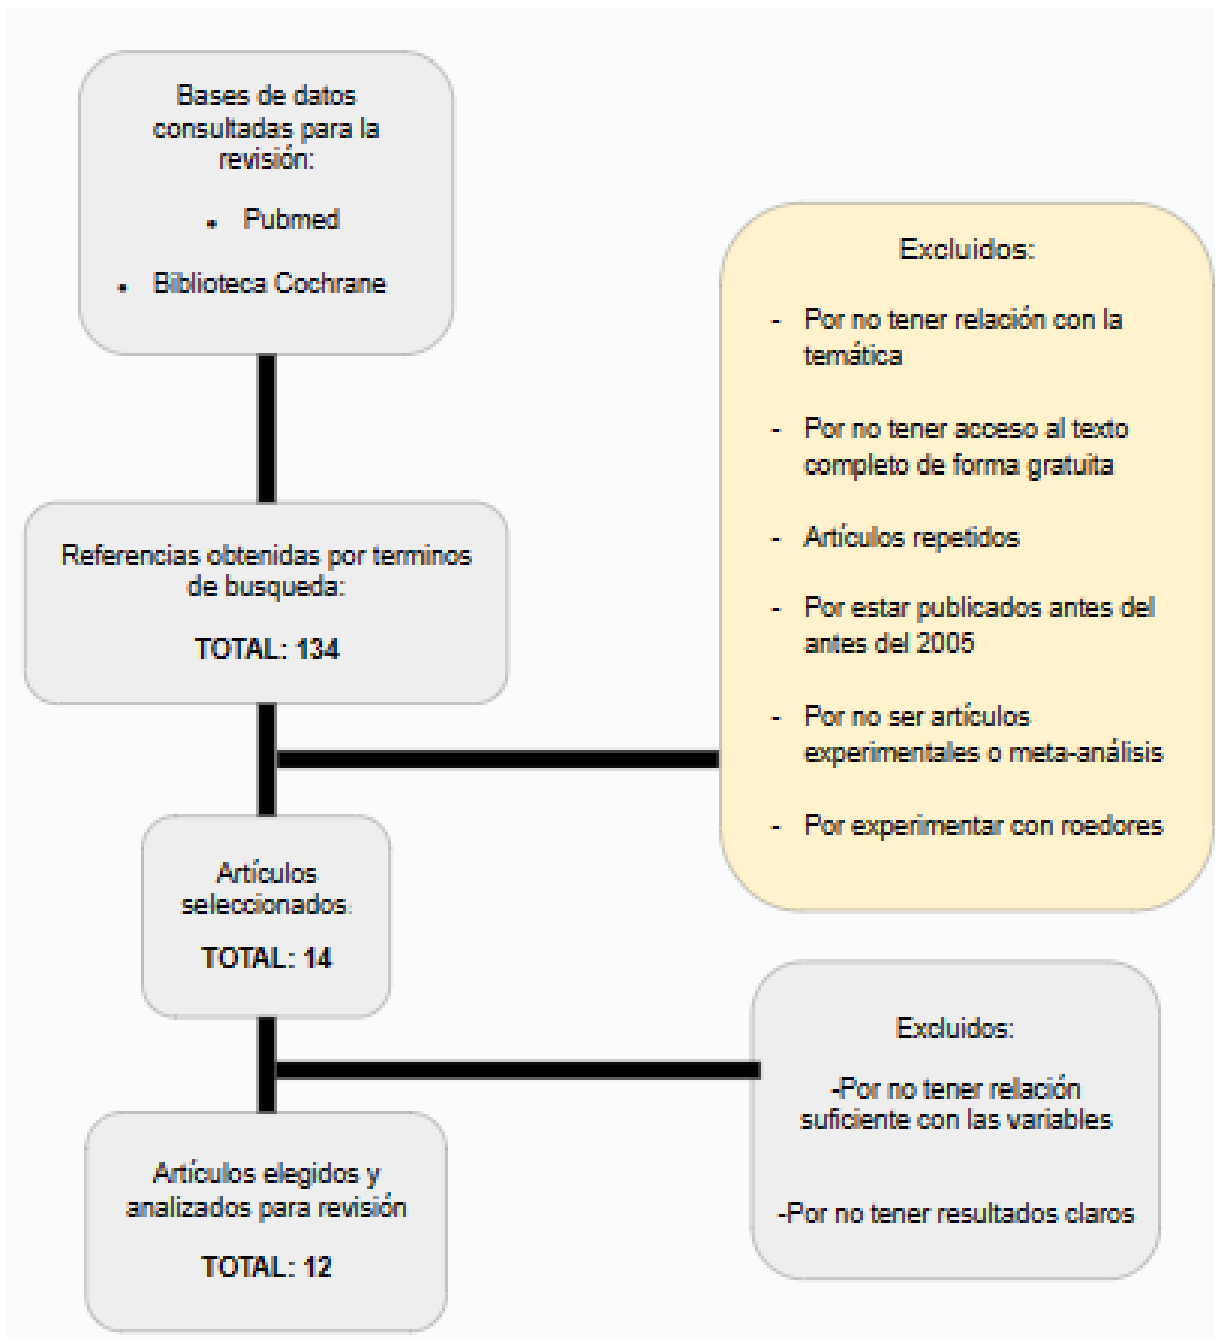 Bases de datos
consultadas para la
revisión:
• Pubmed
• Biblioteca Cochrane
Referencias obtenidas por terminos
de busqueda:
TOTAL: 134
Excluidos:
- Por no tener relación con la
temática
- Por no tener acceso al texto
completo de forma gratuita
- Artículos repetidos
- Por estar publicados antes del
antes del 2005
- Por no ser artículos
experimentales o meta-análisis
- Por experimentar con roedores
Artículos
seleccionados:
TOTAL: 14
Excluidos:
-Por no tener relación
suficiente con las variables
-Por no tener resultados claros
Artículos elegidos y
analizados para revisión
TOTAL: 12